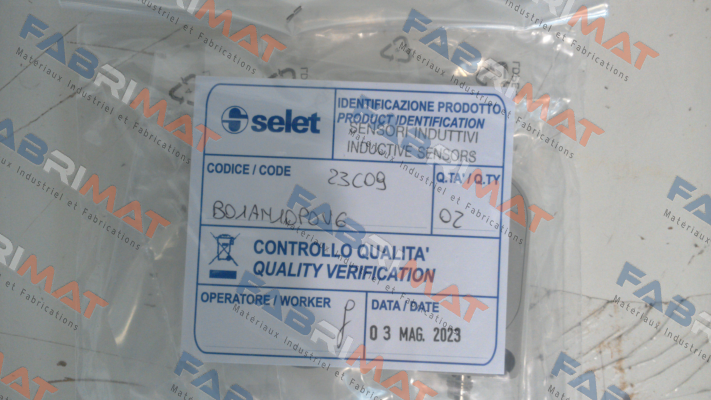 selet
IDENTIFICAZIONE PRODOTTO
PRODUCT IDENTIFICATION
SENSORI INDUTTIVI
INDUCTIVE SENSORS
CODICE / CODE
23C09
B01AN10P0V6
Q.TA' / Q.TY
02
CONTROLLO QUALITA'
QUALITY VERIFICATION
OPERATORE / WORKER
DATA / DATE
03 MAG. 2023
FABRIMAT
Materiaux Industriel et Fabrications